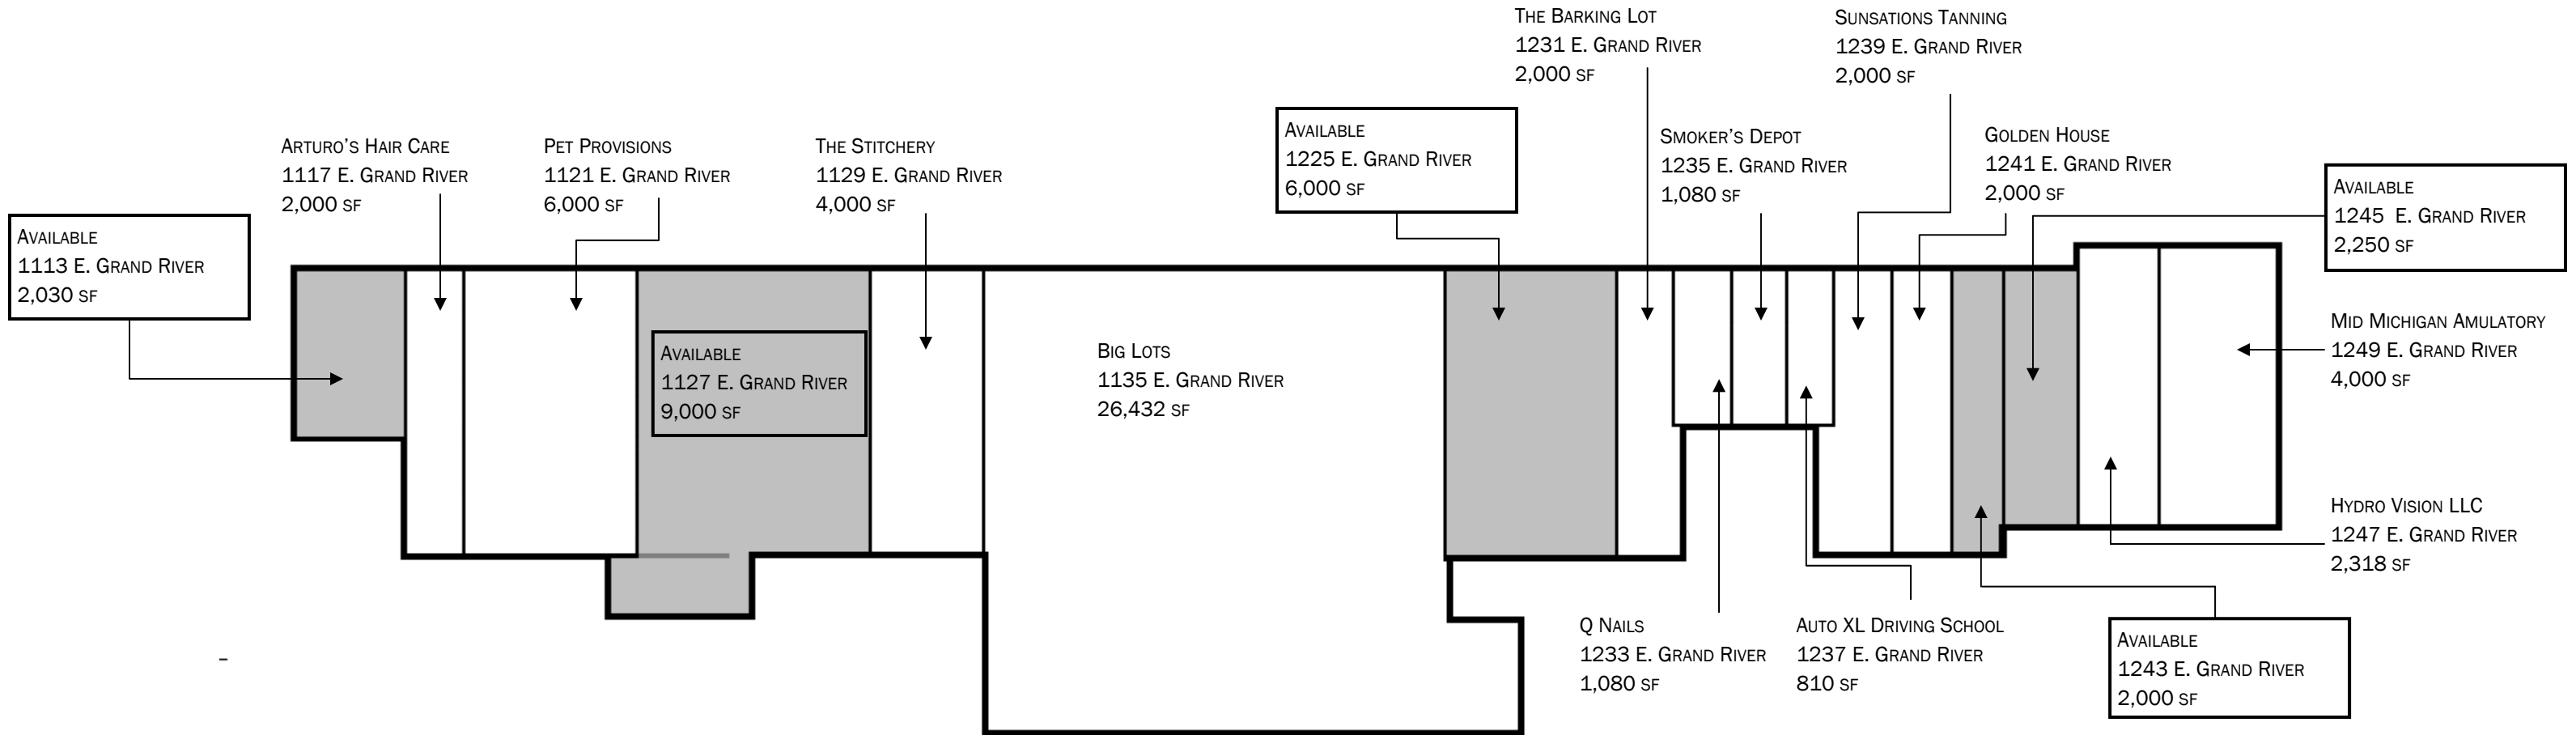 The Barking Lot
1231 E. Grand River
2,000 sf
Sunsations Tanning
1239 E. Grand River
2,000 sf
Available
1225 E. Grand River
6,000 sf
Smoker's Depot
1235 E. Grand River
1,080 sf
Golden House
1241 E. Grand River
2,000 sf
Arturo's Hair Care
1117 E. Grand River
2,000 sf
Pet Provisions
1121 E. Grand River
6,000 sf
The Stitchery
1129 E. Grand River
4,000 sf
Available
1245 E. Grand River
2,250 sf
Available
1113 E. Grand River
2,030 sf
Available
1127 E. Grand River
9,000 sf
Big Lots
1135 E. Grand River
26,432 sf
Mid Michigan Amulatory
1249 E. Grand River
4,000 sf
Hydro Vision LLC
1247 E. Grand River
2,318 sf
Q Nails
1233 E. Grand River
1,080 sf
Auto XL Driving School
1237 E. Grand River
810 sf
Available
1243 E. Grand River
2,000 sf
–